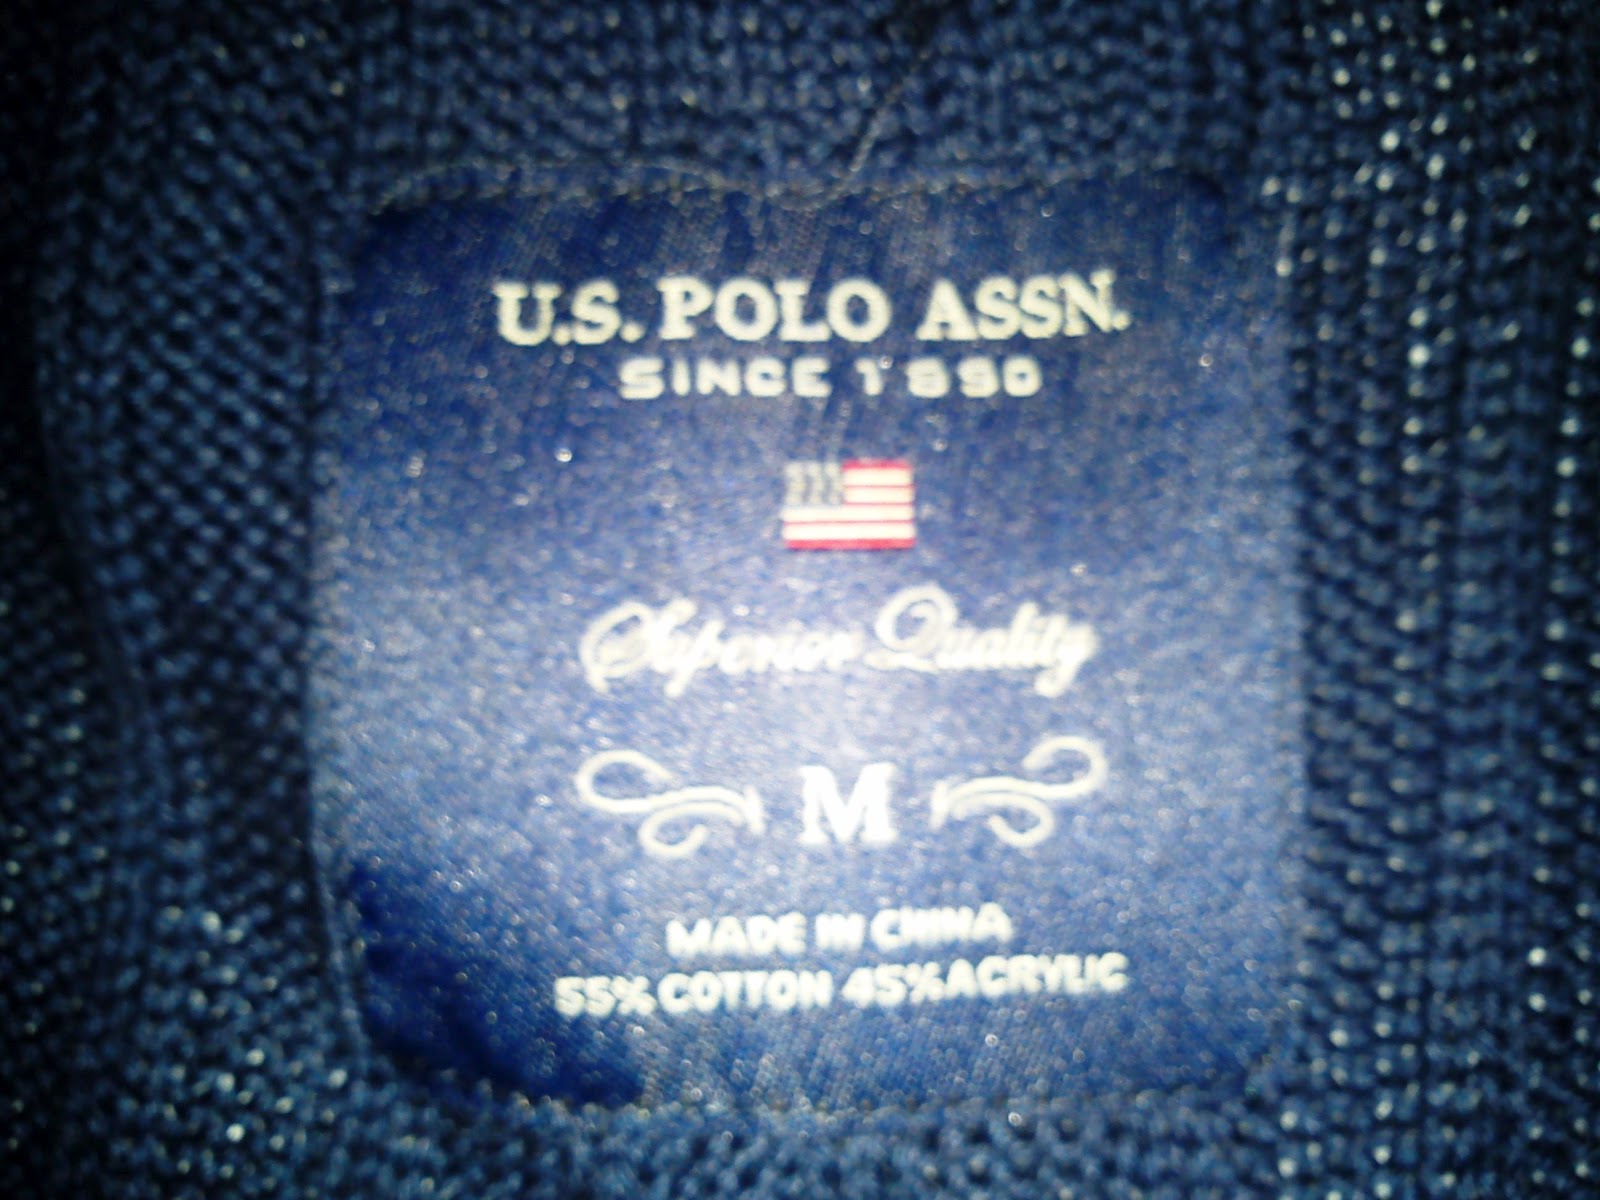 U.S. POLO ASSN.
SINCE 1890
Superior Quality
M
MADE IN CHINA
55% COTTON 45% ACRYLIC